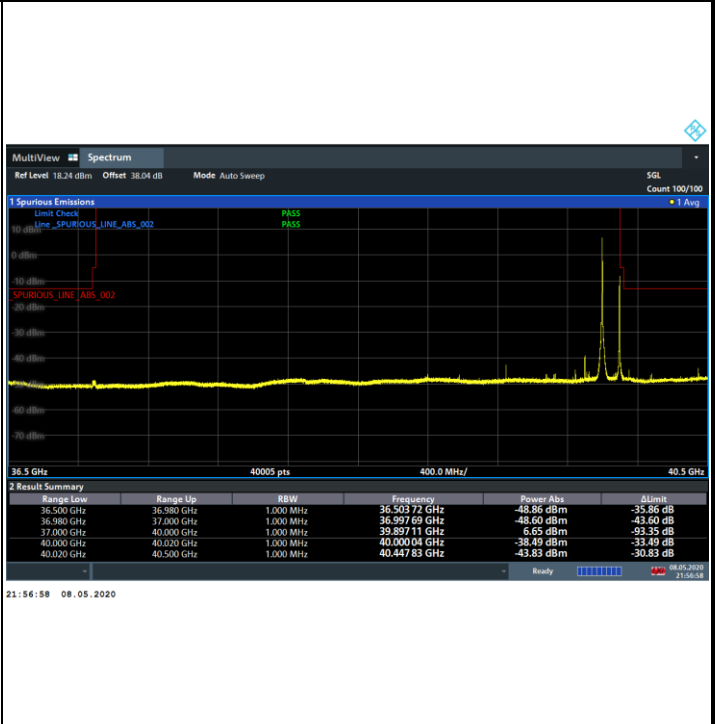 MultiView Spectrum
Ref Level 18.24 dBm Offset 38.04 dB Mode Auto Sweep SGL
Count 100/100
1 Spurious Emissions 1 Avg
Limit Check PASS
Line _SPURIOUS_LINE_ABS_002 PASS
10 dBm
0 dBm
-10 dBm
_SPURIOUS_LINE_ABS_002
-20 dBm
-30 dBm
-40 dBm
-60 dBm
-70 dBm
36.5 GHz 40005 pts 400.0 MHz/ 40.5 GHz
2 Result Summary
Range Low Range Up RBW Frequency Power Abs ΔLimit
36.500 GHz 36.980 GHz 1.000 MHz 36.503 72 GHz -48.86 dBm -35.86 dB
36.980 GHz 37.000 GHz 1.000 MHz 36.997 69 GHz -48.60 dBm -43.60 dB
37.000 GHz 40.000 GHz 1.000 MHz 39.897 11 GHz 6.65 dBm -93.35 dB
40.000 GHz 40.020 GHz 1.000 MHz 40.000 04 GHz -38.49 dBm -33.49 dB
40.020 GHz 40.500 GHz 1.000 MHz 40.447 83 GHz -43.83 dBm -30.83 dB
Ready 08.05.2020
21:56:58
21:56:58 08.05.2020